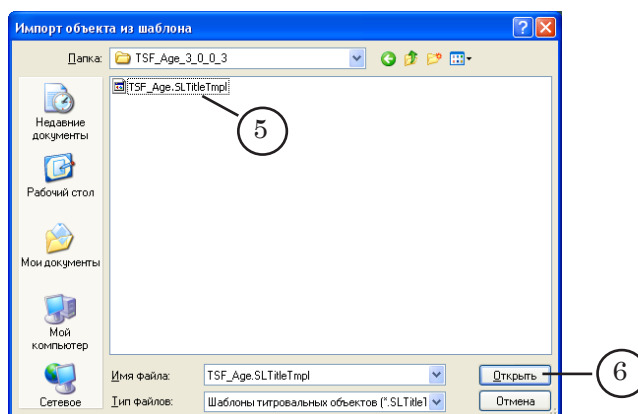 Импорт объекта из шаблона
Папка: TSF_Age_3_0_0_3
TSF_Age.SLTitleTmpl
5
Недавние
документы
Рабочий стол
Мои документы
Мой
компьютер
Сетевое
Имя файла: TSF_Age.SLTitleTmpl Открыть 6
Тип файлов: Шаблоны титровальных объектов (*.SLTitleT Отмена